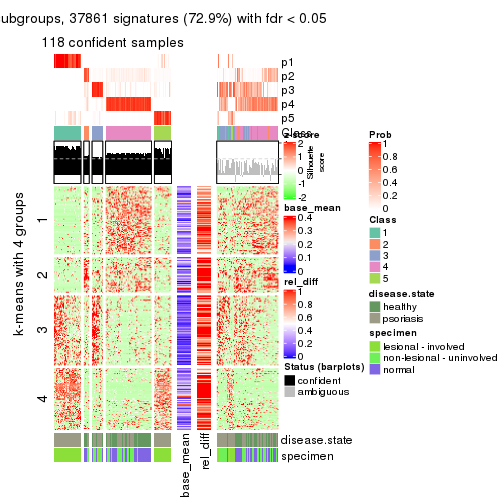 subgroups, 37861 signatures (72.9%) with fdr < 0.05
118 confident samples
p1
p2
p3
p4
p5
Class
z-score
2
1
0
-1
-2
Silhouette
score
Prob
1
0.8
0.6
0.4
0.2
0
base_mean
0.4
0.3
0.2
0.1
0
Class
1
2
3
4
5
rel_diff
1
0.8
0.6
0.4
0.2
0
disease.state
healthy
psoriasis
specimen
lesional - involved
non-lesional - uninvolved
normal
Status (barplots)
confident
ambiguous
k-means with 4 groups
1
2
3
4
disease.state
specimen
base_mean
rel_diff